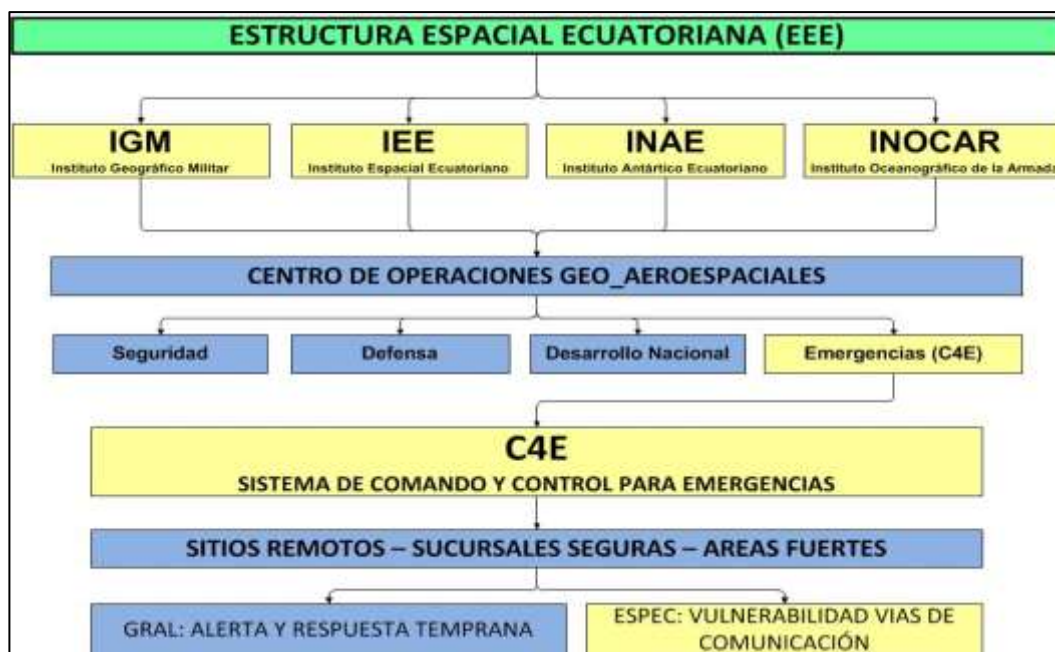 ESTRUCTURA ESPACIAL ECUATORIANA (EEE)
IGM
Instituto Geográfico Militar
IEE
Instituto Espacial Ecuatoriano
INAE
Instituto Antártico Ecuatoriano
INOCAR
Instituto Oceanográfico de la Armada
CENTRO DE OPERACIONES GEO_AEROESPACIALES
Seguridad
Defensa
Desarrollo Nacional
Emergencias (C4E)
C4E
SISTEMA DE COMANDO Y CONTROL PARA EMERGENCIAS
SITIOS REMOTOS – SUCURSALES SEGURAS – AREAS FUERTES
GRAL: ALERTA Y RESPUESTA TEMPRANA
ESPEC: VULNERABILIDAD VIAS DE
COMUNICACIÓN